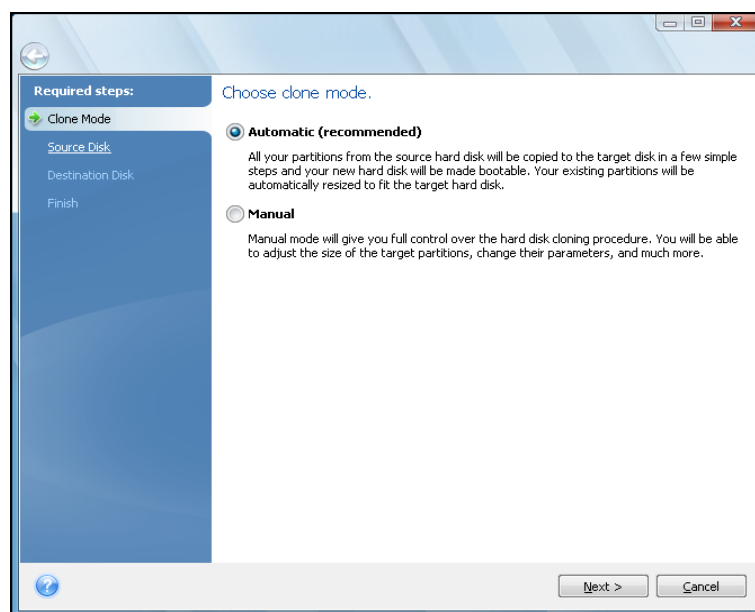 Required steps:
Clone Mode
Source Disk
Destination Disk
Finish
Choose clone mode.
Automatic (recommended)
All your partitions from the source hard disk will be copied to the target disk in a few simple
steps and your new hard disk will be made bootable. Your existing partitions will be
automatically resized to fit the target hard disk.
Manual
Manual mode will give you full control over the hard disk cloning procedure. You will be able
to adjust the size of the target partitions, change their parameters, and much more.
?
Next >
Cancel